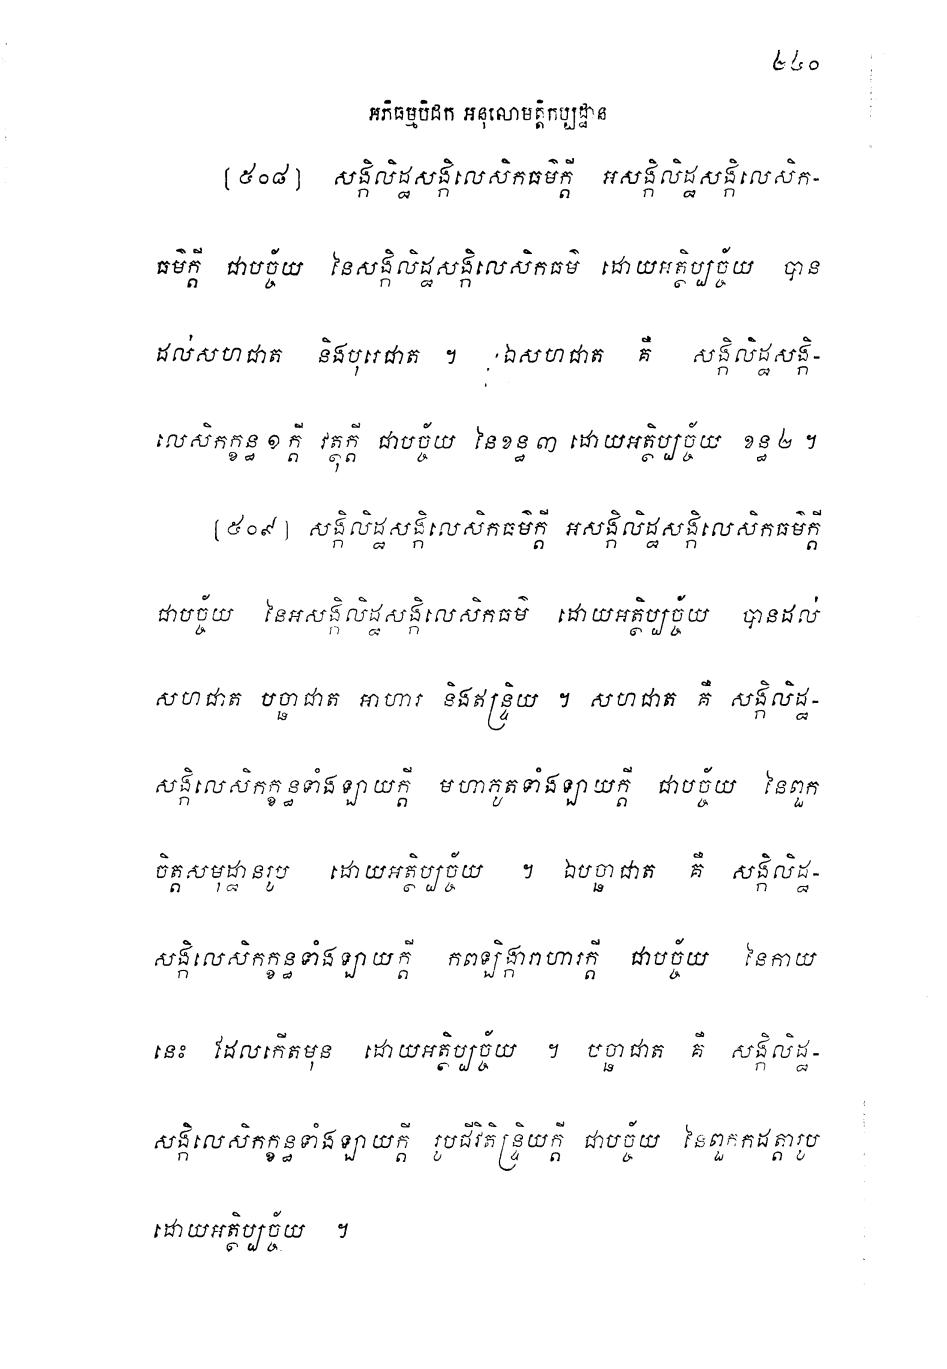 ៤៤០
អភិធម្មបិដក អនុលោមត្តិកប្បដ្ឋាន
(៥០៨) សង្កិលិដ្ឋសង្កិលេសិកធម៌ក្តី អសង្កិលិដ្ឋសង្កិលេសិក-
ធម៌ក្តី ជាបច្ច័យ នៃសង្កិលិដ្ឋសង្កិលេសិកធម៌ ដោយអត្ថិប្បច្ច័យ បាន
ដល់សហជាត និងបុរេជាត ។ ឯសហជាត គឺ សង្កិលិដ្ឋសង្កិ-
លេសិកក្ខន្ធ ១ ក្តី វត្ថុក្តី ជាបច្ច័យ នៃខន្ធ ៣ ដោយអត្ថិប្បច្ច័យ ខន្ធ ២ ។
(៥០៩) សង្កិលិដ្ឋសង្កិលេសិកធម៌ក្តី អសង្កិលិដ្ឋសង្កិលេសិកធម៌ក្តី
ជាបច្ច័យ នៃអសង្កិលិដ្ឋសង្កិលេសិកធម៌ ដោយអត្ថិប្បច្ច័យ បានដល់
សហជាត បច្ឆាជាត អាហារ និងឥន្ទ្រិយ ។ សហជាត គឺ សង្កិលិដ្ឋ-
សង្កិលេសិកក្ខន្ធទាំងឡាយក្តី មហាភូតទាំងឡាយក្តី ជាបច្ច័យ នៃពួក
ចិត្តសមុដ្ឋានរូប ដោយអត្ថិប្បច្ច័យ ។ ឯបច្ឆាជាត គឺ សង្កិលិដ្ឋ-
សង្កិលេសិកក្ខន្ធទាំងឡាយក្តី កពឡិង្ការាហារក្តី ជាបច្ច័យ នៃកាយ
នេះ ដែលកើតមុន ដោយអត្ថិប្បច្ច័យ ។ បច្ឆាជាត គឺ សង្កិលិដ្ឋ-
សង្កិលេសិកក្ខន្ធទាំងឡាយក្តី រូបជីវិតិន្ទ្រិយក្តី ជាបច្ច័យ នៃពួកកដត្តារូប
ដោយអត្ថិប្បច្ច័យ ។